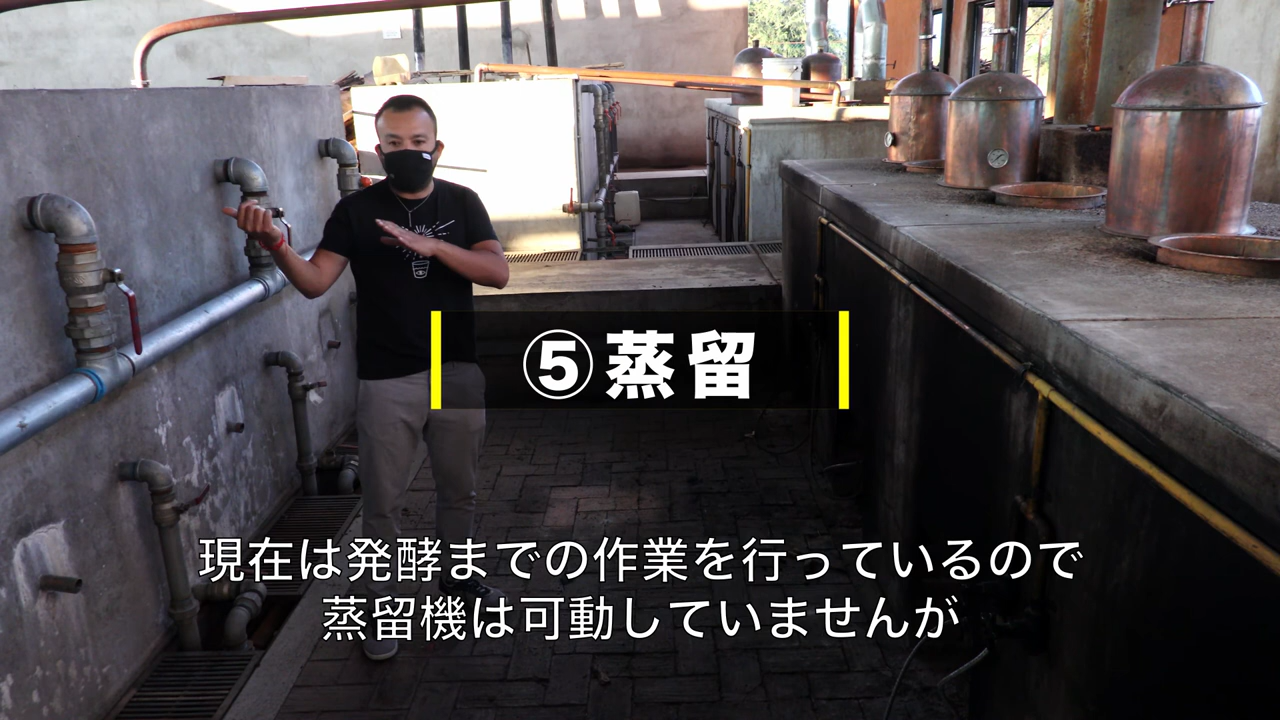 ⑤蒸留
現在は発酵までの作業を行っているので
蒸留機は可動していませんが